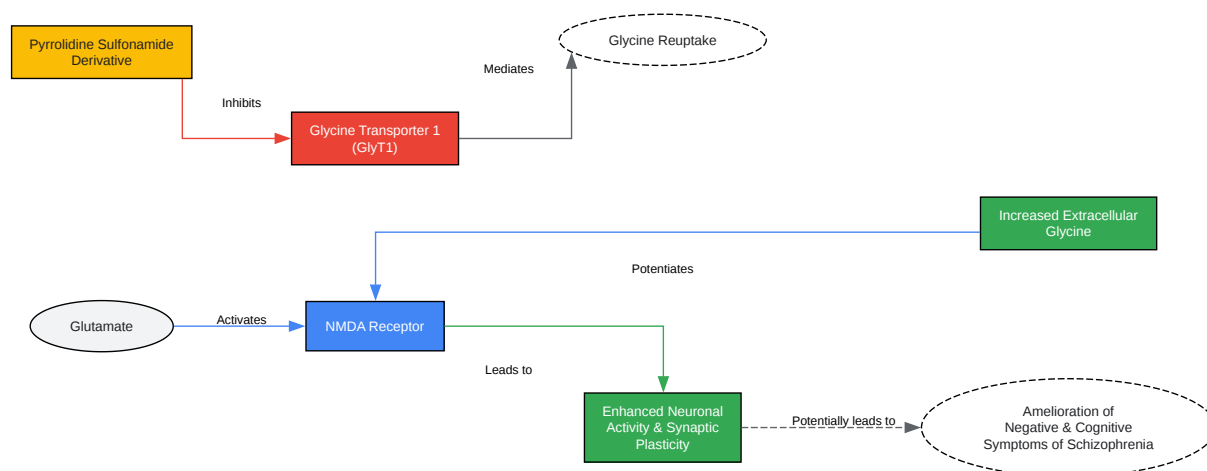 Pyrrolidine Sulfonamide
Derivative
Glycine Reuptake
Mediates
Inhibits
Glycine Transporter 1
(GlyT1)
Increased Extracellular
Glycine
Potentiates
Glutamate
Activates
NMDA Receptor
Leads to
Enhanced Neuronal
Activity & Synaptic
Plasticity
Potentially leads to
Amelioration of
Negative & Cognitive
Symptoms of Schizophrenia